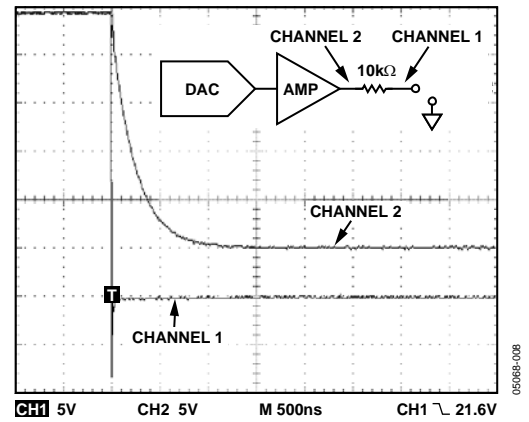 CHANNEL 2 CHANNEL 1
10kΩ
DAC AMP
CHANNEL 2
T
CHANNEL 1
05068-008
CH1 5V CH2 5V M 500ns CH1 21.6V